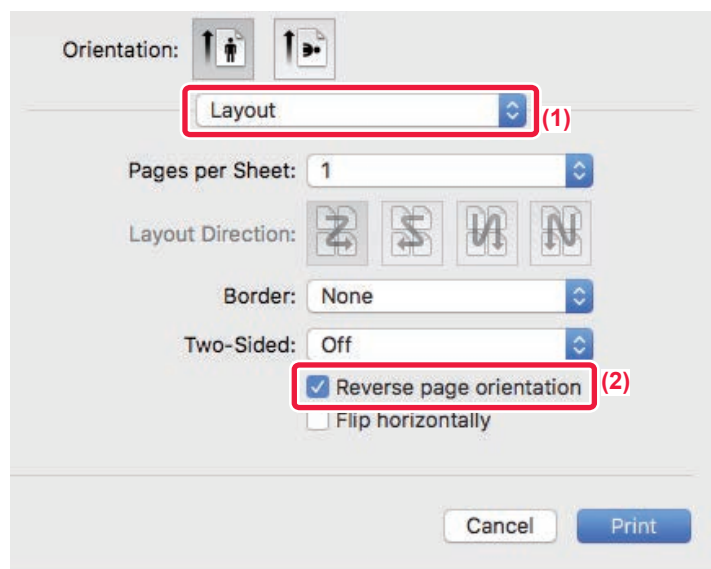 Orientation:
Layout
(1)
Pages per Sheet: 1
Layout Direction:
Border: None
Two-Sided: Off
Reverse page orientation
(2)
Flip horizontally
Cancel Print